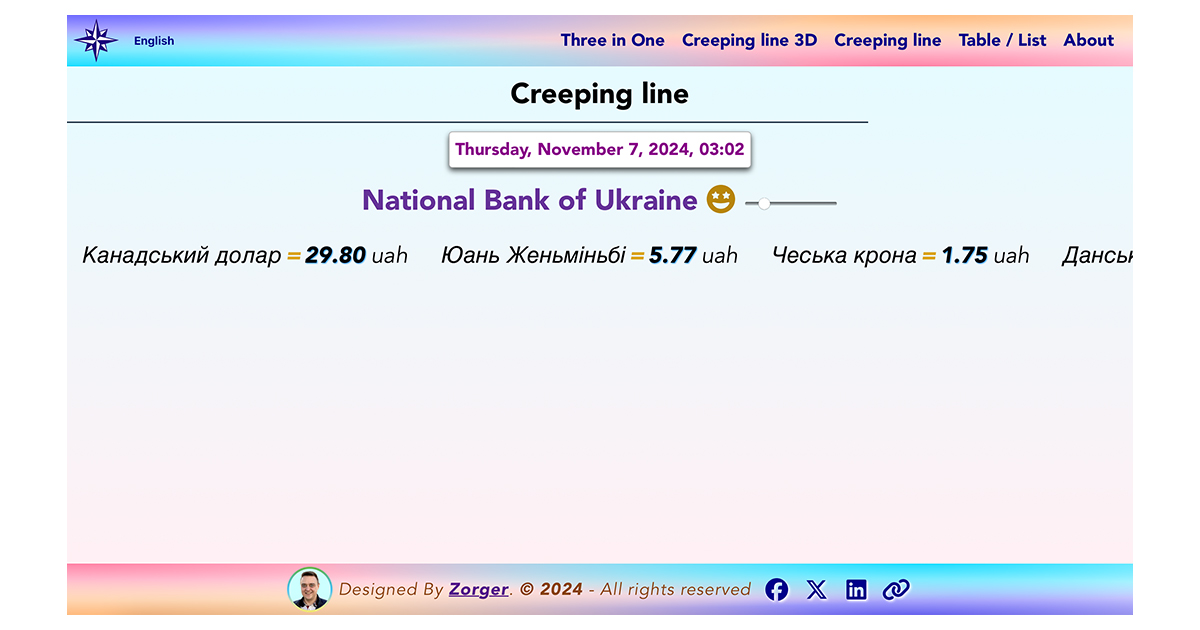 English
Three in One Creeping line 3D Creeping line Table / List About
Creeping line
Thursday, November 7, 2024, 03:02
National Bank of Ukraine
Канадський долар = 29.80 uah Юань Женьміньбі = 5.77 uah Чеська крона = 1.75 uah
Designed By Zorger. © 2024 - All rights reserved